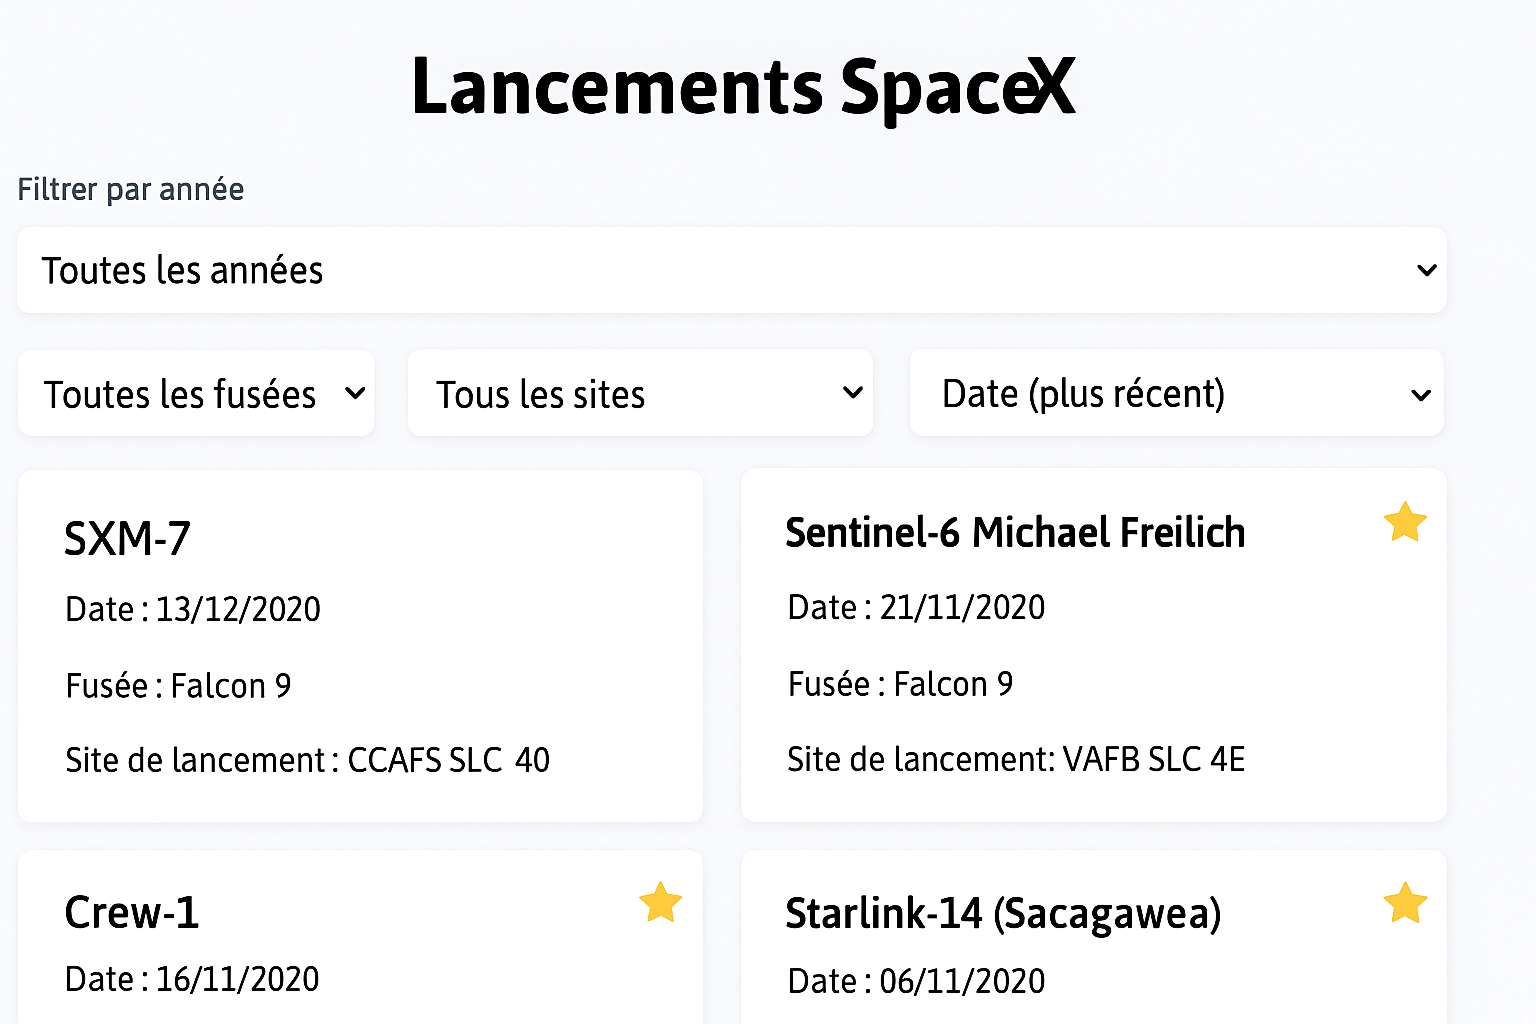 Lancements SpaceX
Filtrer par année
Toutes les années
Toutes les fusées
Tous les sites
Date (plus récent)
SXM-7
Date : 13/12/2020
Fusée : Falcon 9
Site de lancement : CCAFS SLC 40
Sentinel-6 Michael Freilich
Date : 21/11/2020
Fusée : Falcon 9
Site de lancement: VAFB SLC 4E
Crew-1
Date : 16/11/2020
Starlink-14 (Sacagawea)
Date : 06/11/2020